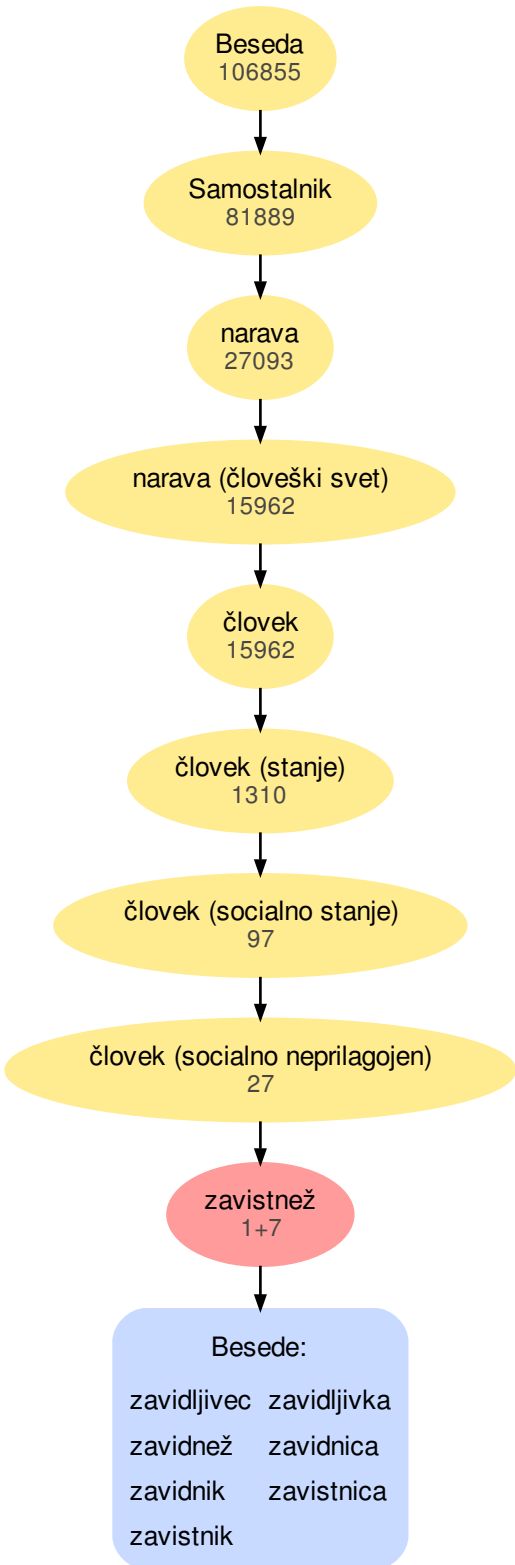 Beseda
106855
Samostalnik
81889
narava
27093
narava (človeški svet)
15962
človek
15962
človek (stanje)
1310
človek (socialno stanje)
97
človek (socialno neprilagojen)
27
zavistnež
1+7
Besede:
zavidljivec zavidljivka
zavidnež zavidnica
zavidnik zavistnica
zavistnik